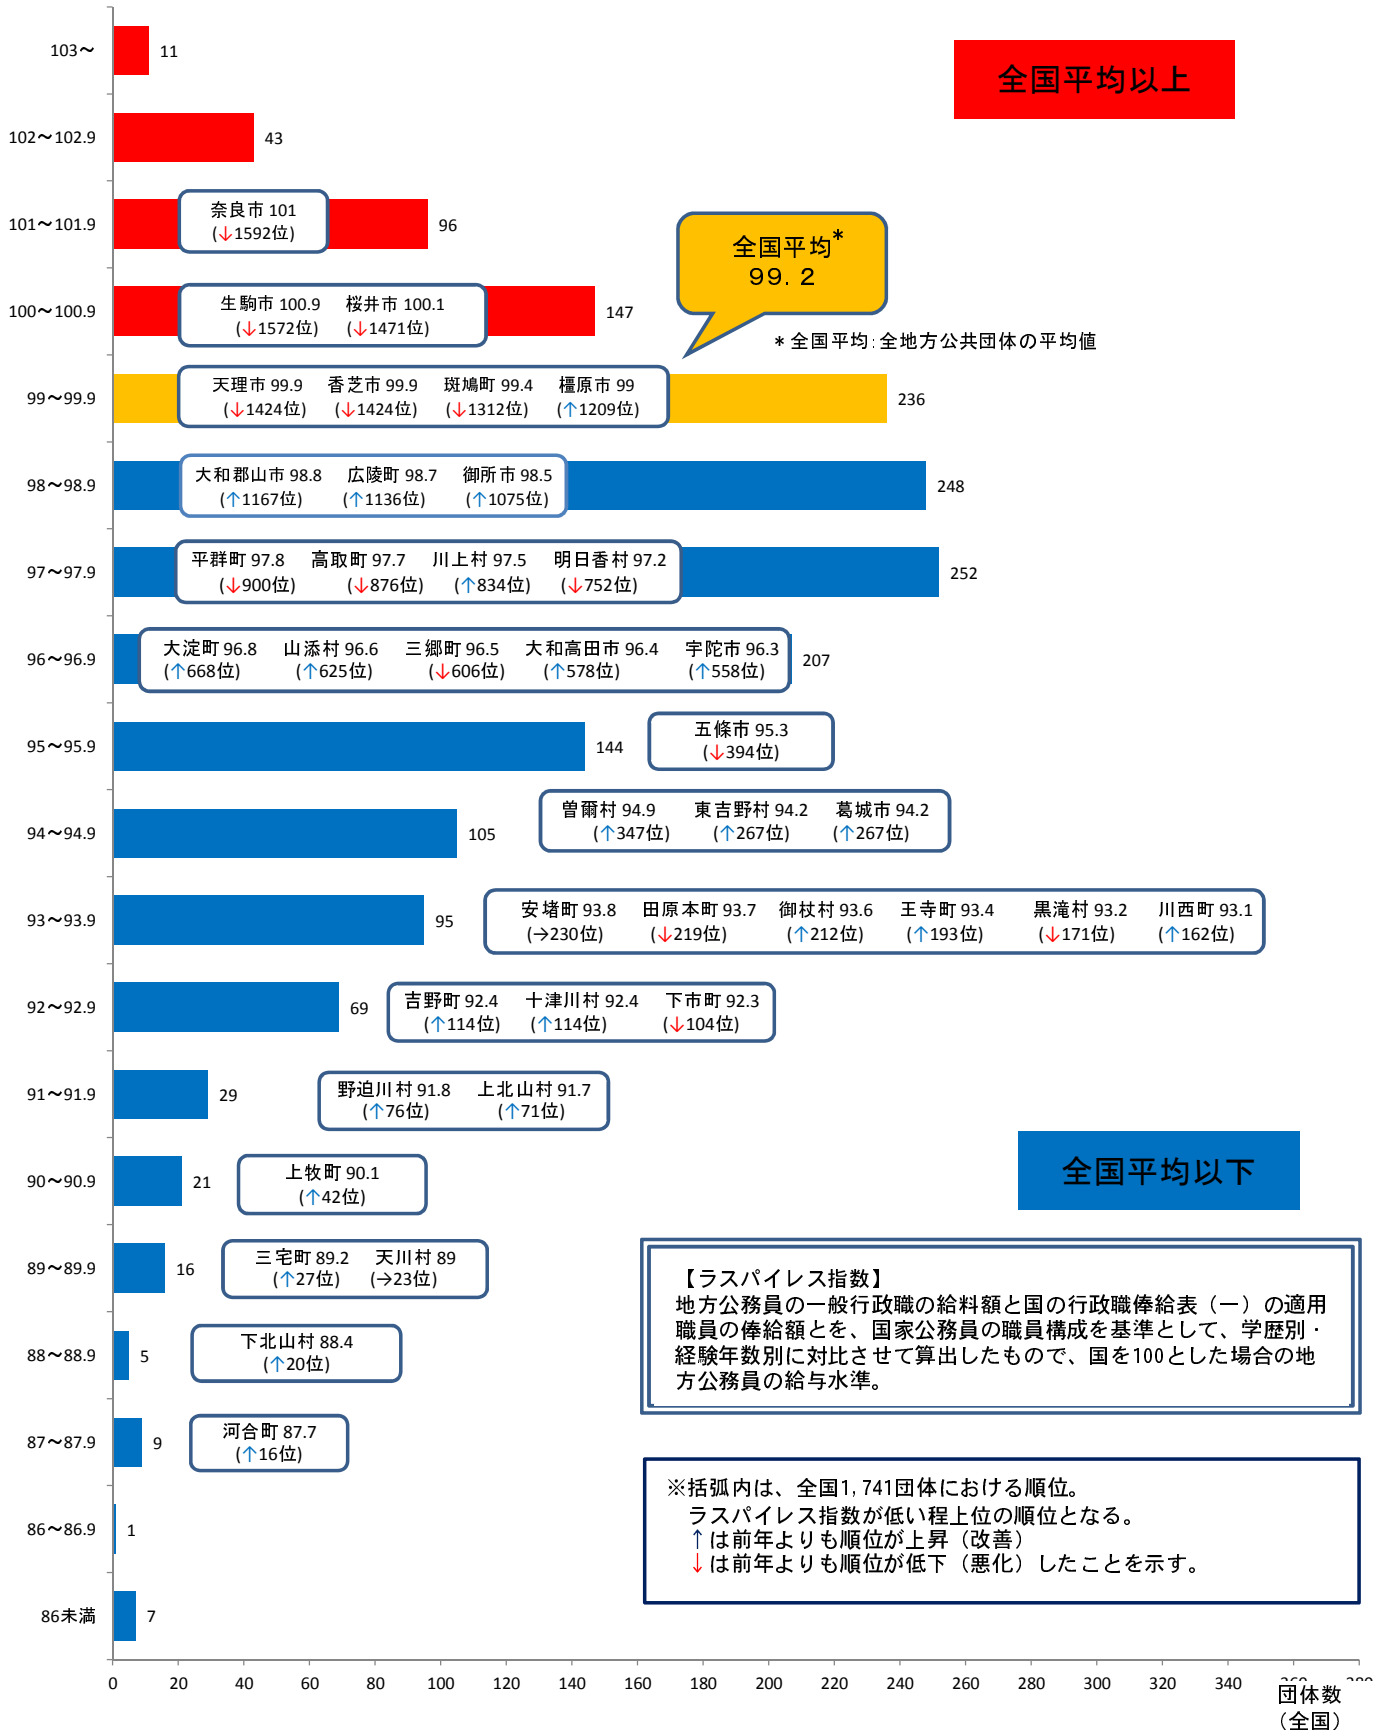 103～
11
全国平均以上
102～102.9
43
101～101.9
奈良市 101
(↓1592位)
96
全国平均*
99.2
100～100.9
生駒市 100.9 桜井市 100.1
(↓1572位) (↓1471位)
147
*全国平均:全地方公共団体の平均値
99～99.9
天理市 99.9 香芝市 99.9 斑鳩町 99.4 橿原市 99
(↓1424位) (↓1424位) (↓1312位) (↑1209位)
236
98～98.9
大和郡山市 98.8 広陵町 98.7 御所市 98.5
(↑1167位) (↑1136位) (↑1075位)
248
97～97.9
平群町 97.8 高取町 97.7 川上村 97.5 明日香村 97.2
(↓900位) (↓876位) (↑834位) (↓752位)
252
96～96.9
大淀町 96.8 山添村 96.6 三郷町 96.5 大和高田市 96.4 宇陀市 96.3
(↑668位) (↑625位) (↓606位) (↑578位) (↑558位)
207
95～95.9
144
五條市 95.3
(↓394位)
94～94.9
105
曽爾村 94.9 東吉野村 94.2 葛城市 94.2
(↑347位) (↑267位) (↑267位)
93～93.9
95
安堵町 93.8 田原本町 93.7 御杖村 93.6 王寺町 93.4 黒滝村 93.2 川西町 93.1
(→230位) (↓219位) (↑212位) (↑193位) (↓171位) (↑162位)
92～92.9
69
吉野町 92.4 十津川村 92.4 下市町 92.3
(↑114位) (↑114位) (↓104位)
91～91.9
29
野迫川村 91.8 上北山村 91.7
(↑76位) (↑71位)
90～90.9
21
上牧町 90.1
(↑42位)
全国平均以下
89～89.9
16
三宅町 89.2 天川村 89
(↑27位) (→23位)
【ラスパイレス指数】
地方公務員の一般行政職の給料額と国の行政職俸給表（一）の適用
職員の俸給額とを、国家公務員の職員構成を基準として、学歴別・
経験年数別に対比させて算出したもので、国を100とした場合の地
方公務員の給与水準。
88～88.9
5
下北山村 88.4
(↑20位)
87～87.9
9
河合町 87.7
(↑16位)
※括弧内は、全国1,741団体における順位。
ラスパイレス指数が低い程上位の順位となる。
↑は前年よりも順位が上昇（改善）
↓は前年よりも順位が低下（悪化）したことを示す。
86～86.9
1
86未満
7
0 20 40 60 80 100 120 140 160 180 200 220 240 260 280 300 320 340
団体数
（全国）